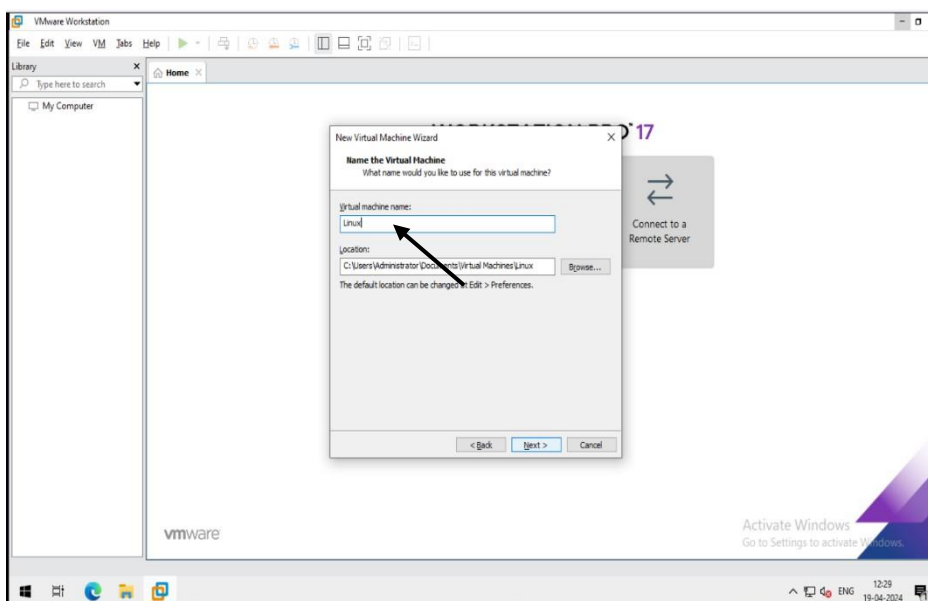 VMware Workstation
File Edit View VM Tabs Help
Library
Type here to search
My Computer
Home
17
New Virtual Machine Wizard
Name the Virtual Machine
What name would you like to use for this virtual machine?
Virtual machine name:
Linux
Location:
C:\Users\Administrator\Documents\Virtual Machines\Linux
Browse...
The default location can be changed at Edit > Preferences.
< Back Next > Cancel
Connect to a
Remote Server
vmware
Activate Windows
Go to Settings to activate Windows.
ENG
12:29
19-04-2024